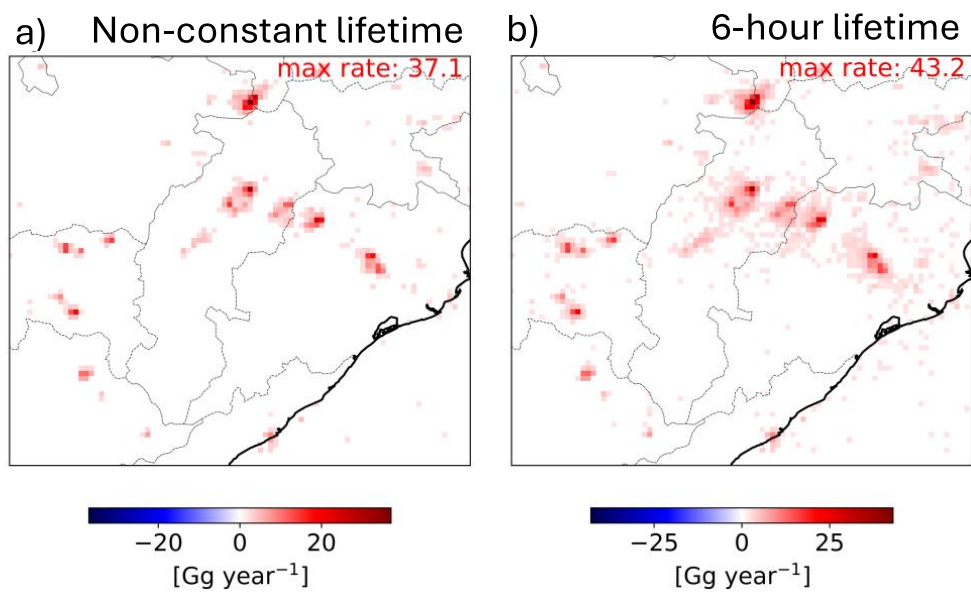 a) Non-constant lifetime
max rate: 37.1
−20 0 20
[Gg year⁻¹]
b) 6-hour lifetime
max rate: 43.2
−25 0 25
[Gg year⁻¹]